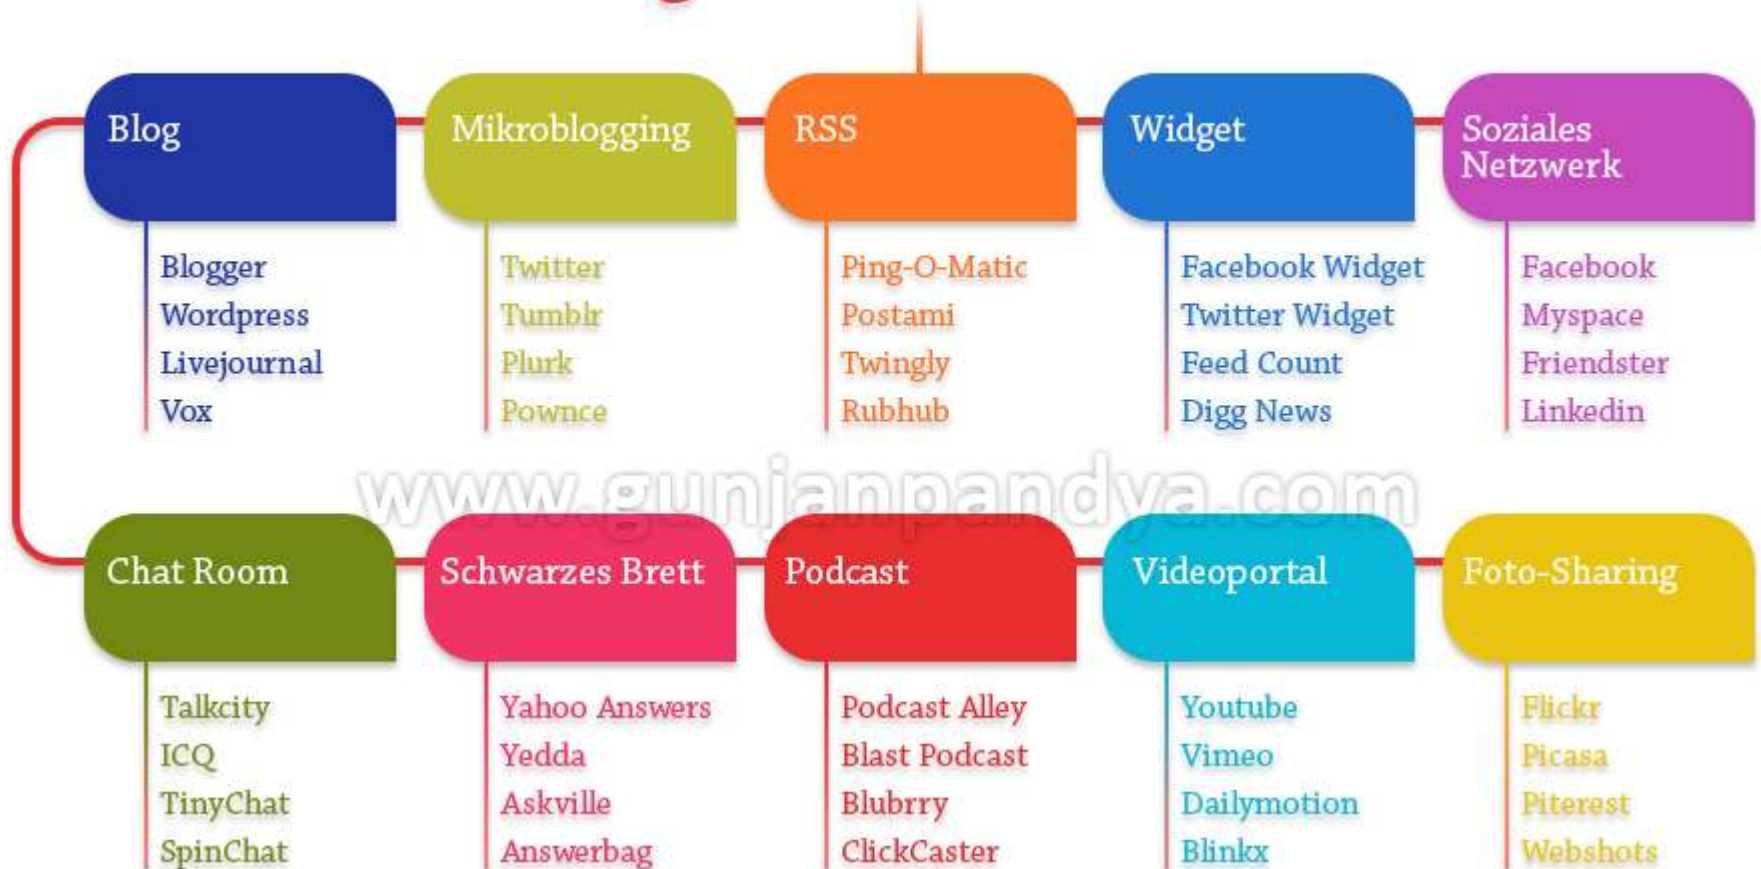 Blog
Mikroblogging
RSS
Widget
Soziales
Netzwerk
Blogger
Wordpress
Livejournal
Vox
Twitter
Tumblr
Plurk
Pownce
Ping-O-Matic
Postami
Twingly
Rubhub
Facebook Widget
Twitter Widget
Feed Count
Digg News
Facebook
Myspace
Friendster
Linkedin
www.gunjanpandya.com
Chat Room
Schwarzes Brett
Podcast
Videoportal
Foto-Sharing
Talkcity
ICQ
TinyChat
SpinChat
Yahoo Answers
Yedda
Askville
Answerbag
Podcast Alley
Blast Podcast
Blubrry
ClickCaster
Youtube
Vimeo
Dailymotion
Blinkx
Flickr
Picasa
Piterest
Webshots